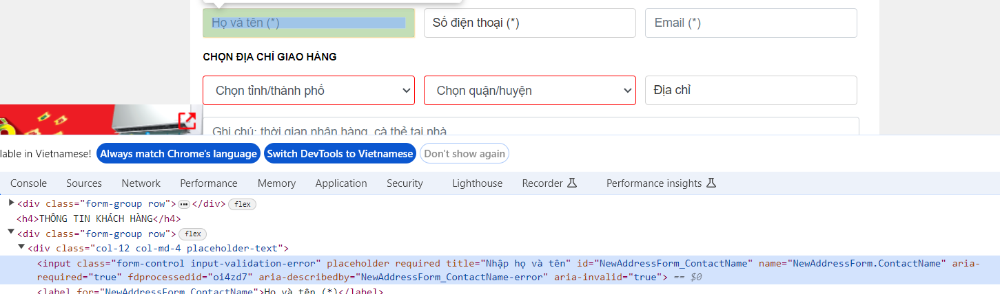 Họ và tên (*)
Số điện thoại (*)
Email (*)
CHỌN ĐỊA CHỈ GIAO HÀNG
Chọn tỉnh/thành phố
Chọn quận/huyện
Địa chỉ
Ghi chú: thời gian nhận hàng, cà thẻ tại nhà
lable in Vietnamese!
Always match Chrome's language
Switch DevTools to Vietnamese
Don't show again
Console
Sources
Network
Performance
Memory
Application
Security
Lighthouse
Recorder
Performance insights
<div class="form-group row"> ••• </div> flex
<h4>THÔNG TIN KHÁCH HÀNG</h4>
<div class="form-group row"> flex
<div class="col-12 col-md-4 placeholder-text">
<input class="form-control input-validation-error" placeholder required title="Nhập họ và tên" id="NewAddressForm_ContactName" name="NewAddressForm.ContactName" aria-
required="true" fdprocessedid="oi4zd7" aria-describedby="NewAddressForm_ContactName-error" aria-invalid="true"> == $0
<label for="NewAddressForm_ContactName">Họ và tên (*)</label>